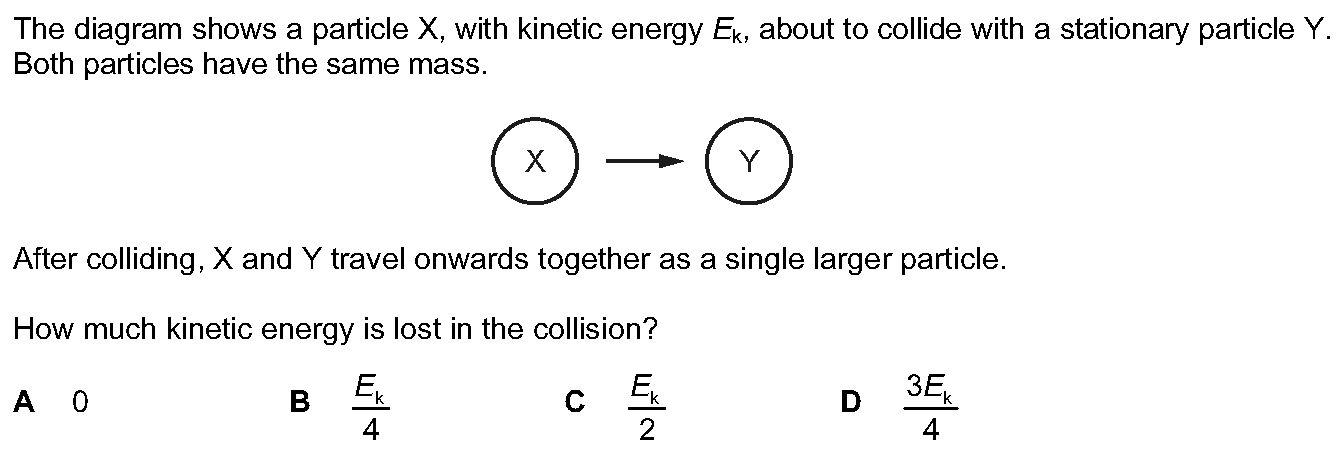 The diagram shows a particle X, with kinetic energy Eₖ, about to collide with a stationary particle Y.
Both particles have the same mass.
X Y
After colliding, X and Y travel onwards together as a single larger particle.
How much kinetic energy is lost in the collision?
A 0 B Eₖ/4 C Eₖ/2 D 3Eₖ/4